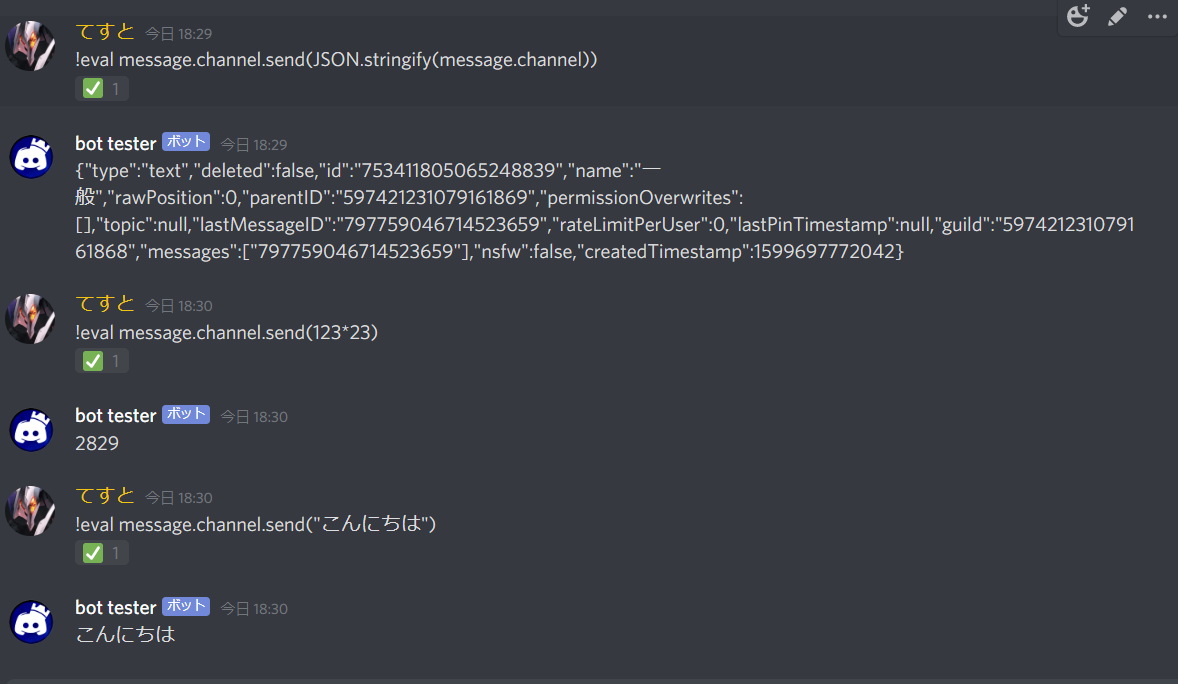 てすと 今日 18:29
!eval message.channel.send(JSON.stringify(message.channel))
1
bot tester ボット 今日 18:29
{"type":"text","deleted":false,"id":"753411805065248839","name":"一
般","rawPosition":0,"parentID":"597421231079161869","permissionOverwrites":
[],"topic":null,"lastMessageID":"797759046714523659","rateLimitPerUser":0,"lastPinTimestamp":null,"guild":"5974212310791
61868","messages":["797759046714523659"],"nsfw":false,"createdTimestamp":1599697772042}
てすと 今日 18:30
!eval message.channel.send(123*23)
1
bot tester ボット 今日 18:30
2829
てすと 今日 18:30
!eval message.channel.send("こんにちは")
1
bot tester ボット 今日 18:30
こんにちは